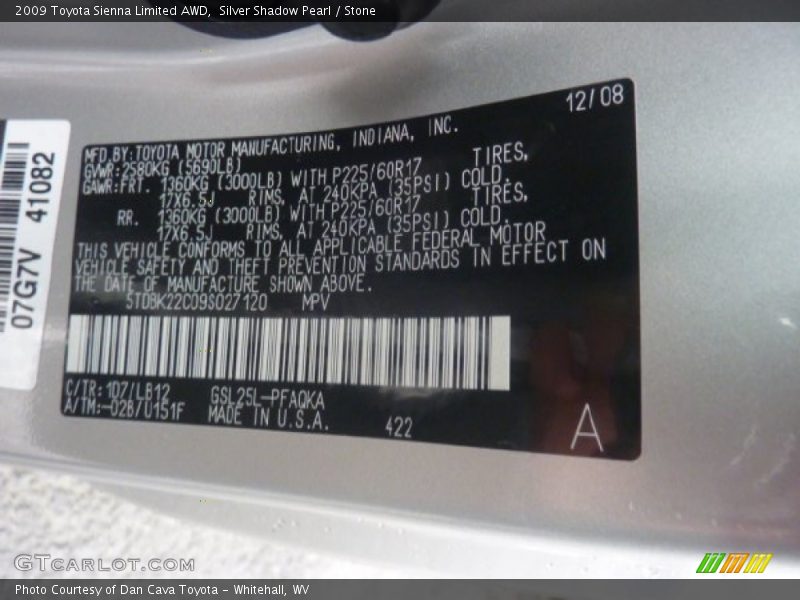 2009 Toyota Sienna Limited AWD, Silver Shadow Pearl / Stone
12/08
MFD.BY:TOYOTA MOTOR MANUFACTURING, INDIANA, INC.
GVWR:2580KG (5690LB)
GAWR:FRT. 1360KG (3000LB) WITH P225/60R17 TIRES,
17X6.5J RIMS, AT 240KPA (35PSI) COLD.
RR. 1360KG (3000LB) WITH P225/60R17 TIRES,
17X6.5J RIMS, AT 240KPA (35PSI) COLD.
THIS VEHICLE CONFORMS TO ALL APPLICABLE FEDERAL MOTOR
VEHICLE SAFETY AND THEFT PREVENTION STANDARDS IN EFFECT ON
THE DATE OF MANUFACTURE SHOWN ABOVE.
5TDBK22C09S027120 MPV
C/TR:1D7/LB12 GSL25L-PFAQKA
A/TM:-02B/U151F MADE IN U.S.A. 422
A
07G7V 41082
GTCARLOT.COM
Photo Courtesy of Dan Cava Toyota - Whitehall, WV